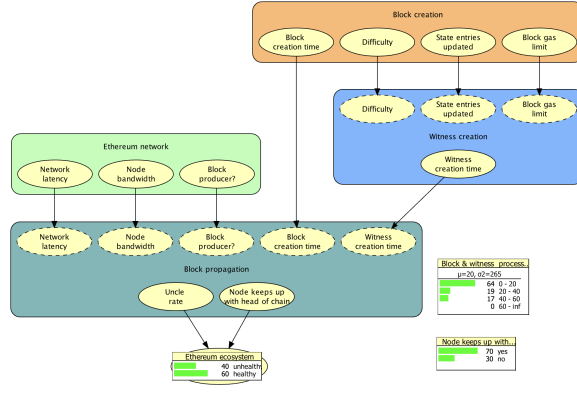 Block creation
Block
creation time
Difficulty
State entries
updated
Block gas
limit
Difficulty
State entries
updated
Block gas
limit
Witness creation
Witness
creation time
Ethereum network
Network
latency
Node
bandwidth
Block
producer?
Network
latency
Node
bandwidth
Block
producer?
Block
creation time
Witness
creation time
Block propagation
Uncle
rate
Node keeps up
with head of chain
Ethereum ecosystem
40 unhealthy
60 healthy
Block & witness process...
μ=20, σ2=265
64 0 - 20
19 20 - 40
17 40 - 60
0 60 - inf
Node keeps up with...
70 yes
30 no